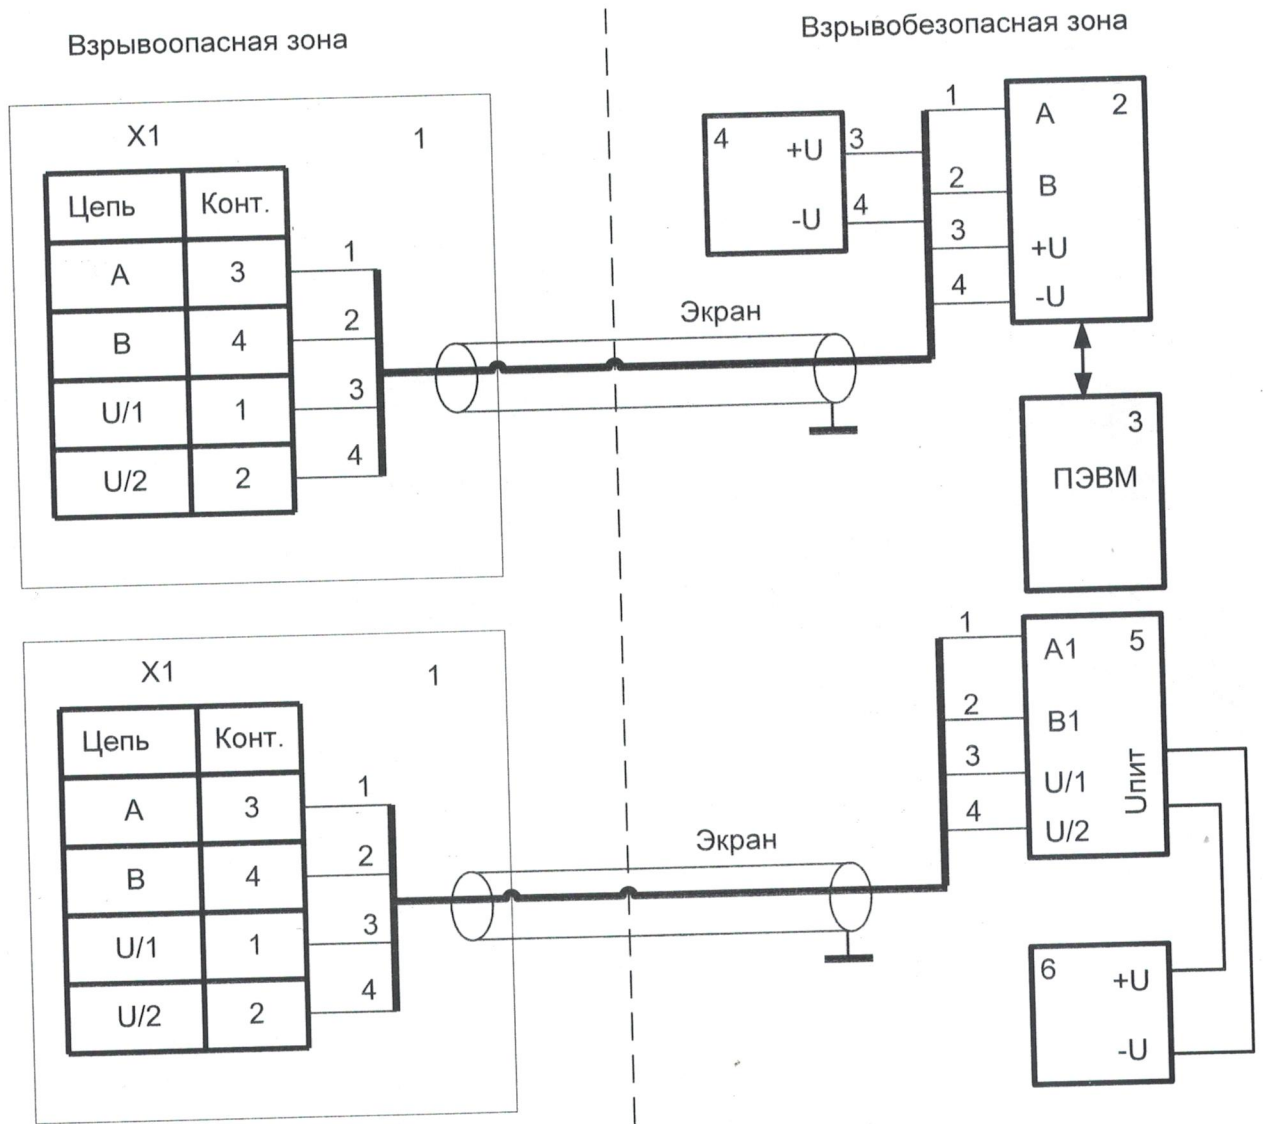 Взрывоопасная зона
Взрывобезопасная зона
X1
1
Цепь Конт.
A 3
B 4
U/1 1
U/2 2
1
2
3
4
Экран
4
+U
-U
3
4
1
2
3
4
2
A
B
+U
-U
3
ПЭВМ
X1
1
Цепь Конт.
A 3
B 4
U/1 1
U/2 2
1
2
3
4
Экран
1
2
3
4
5
A1
B1
U/1
U/2
Uпит
6
+U
-U